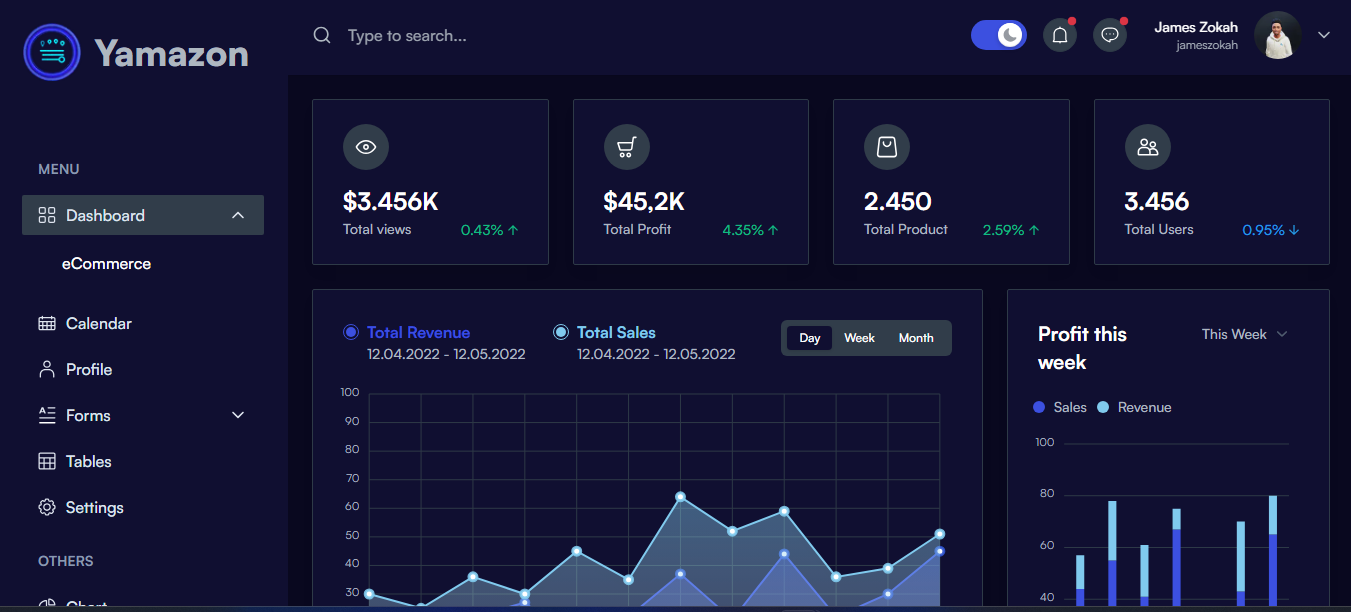 Yamazon
Type to search...
James Zokah
jameszokah
MENU
Dashboard
eCommerce
Calendar
Profile
Forms
Tables
Settings
OTHERS
Chart
$3.456K
Total views
0.43%
$45,2K
Total Profit
4.35%
2.450
Total Product
2.59%
3.456
Total Users
0.95%
Total Revenue
12.04.2022 - 12.05.2022
Total Sales
12.04.2022 - 12.05.2022
Day Week Month
100
90
80
70
60
50
40
30
Profit this
week
This Week
Sales Revenue
100
80
60
40